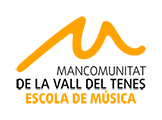 MANCOMUNITAT
DE LA VALL DEL TENES
ESCOLA DE MÚSICA